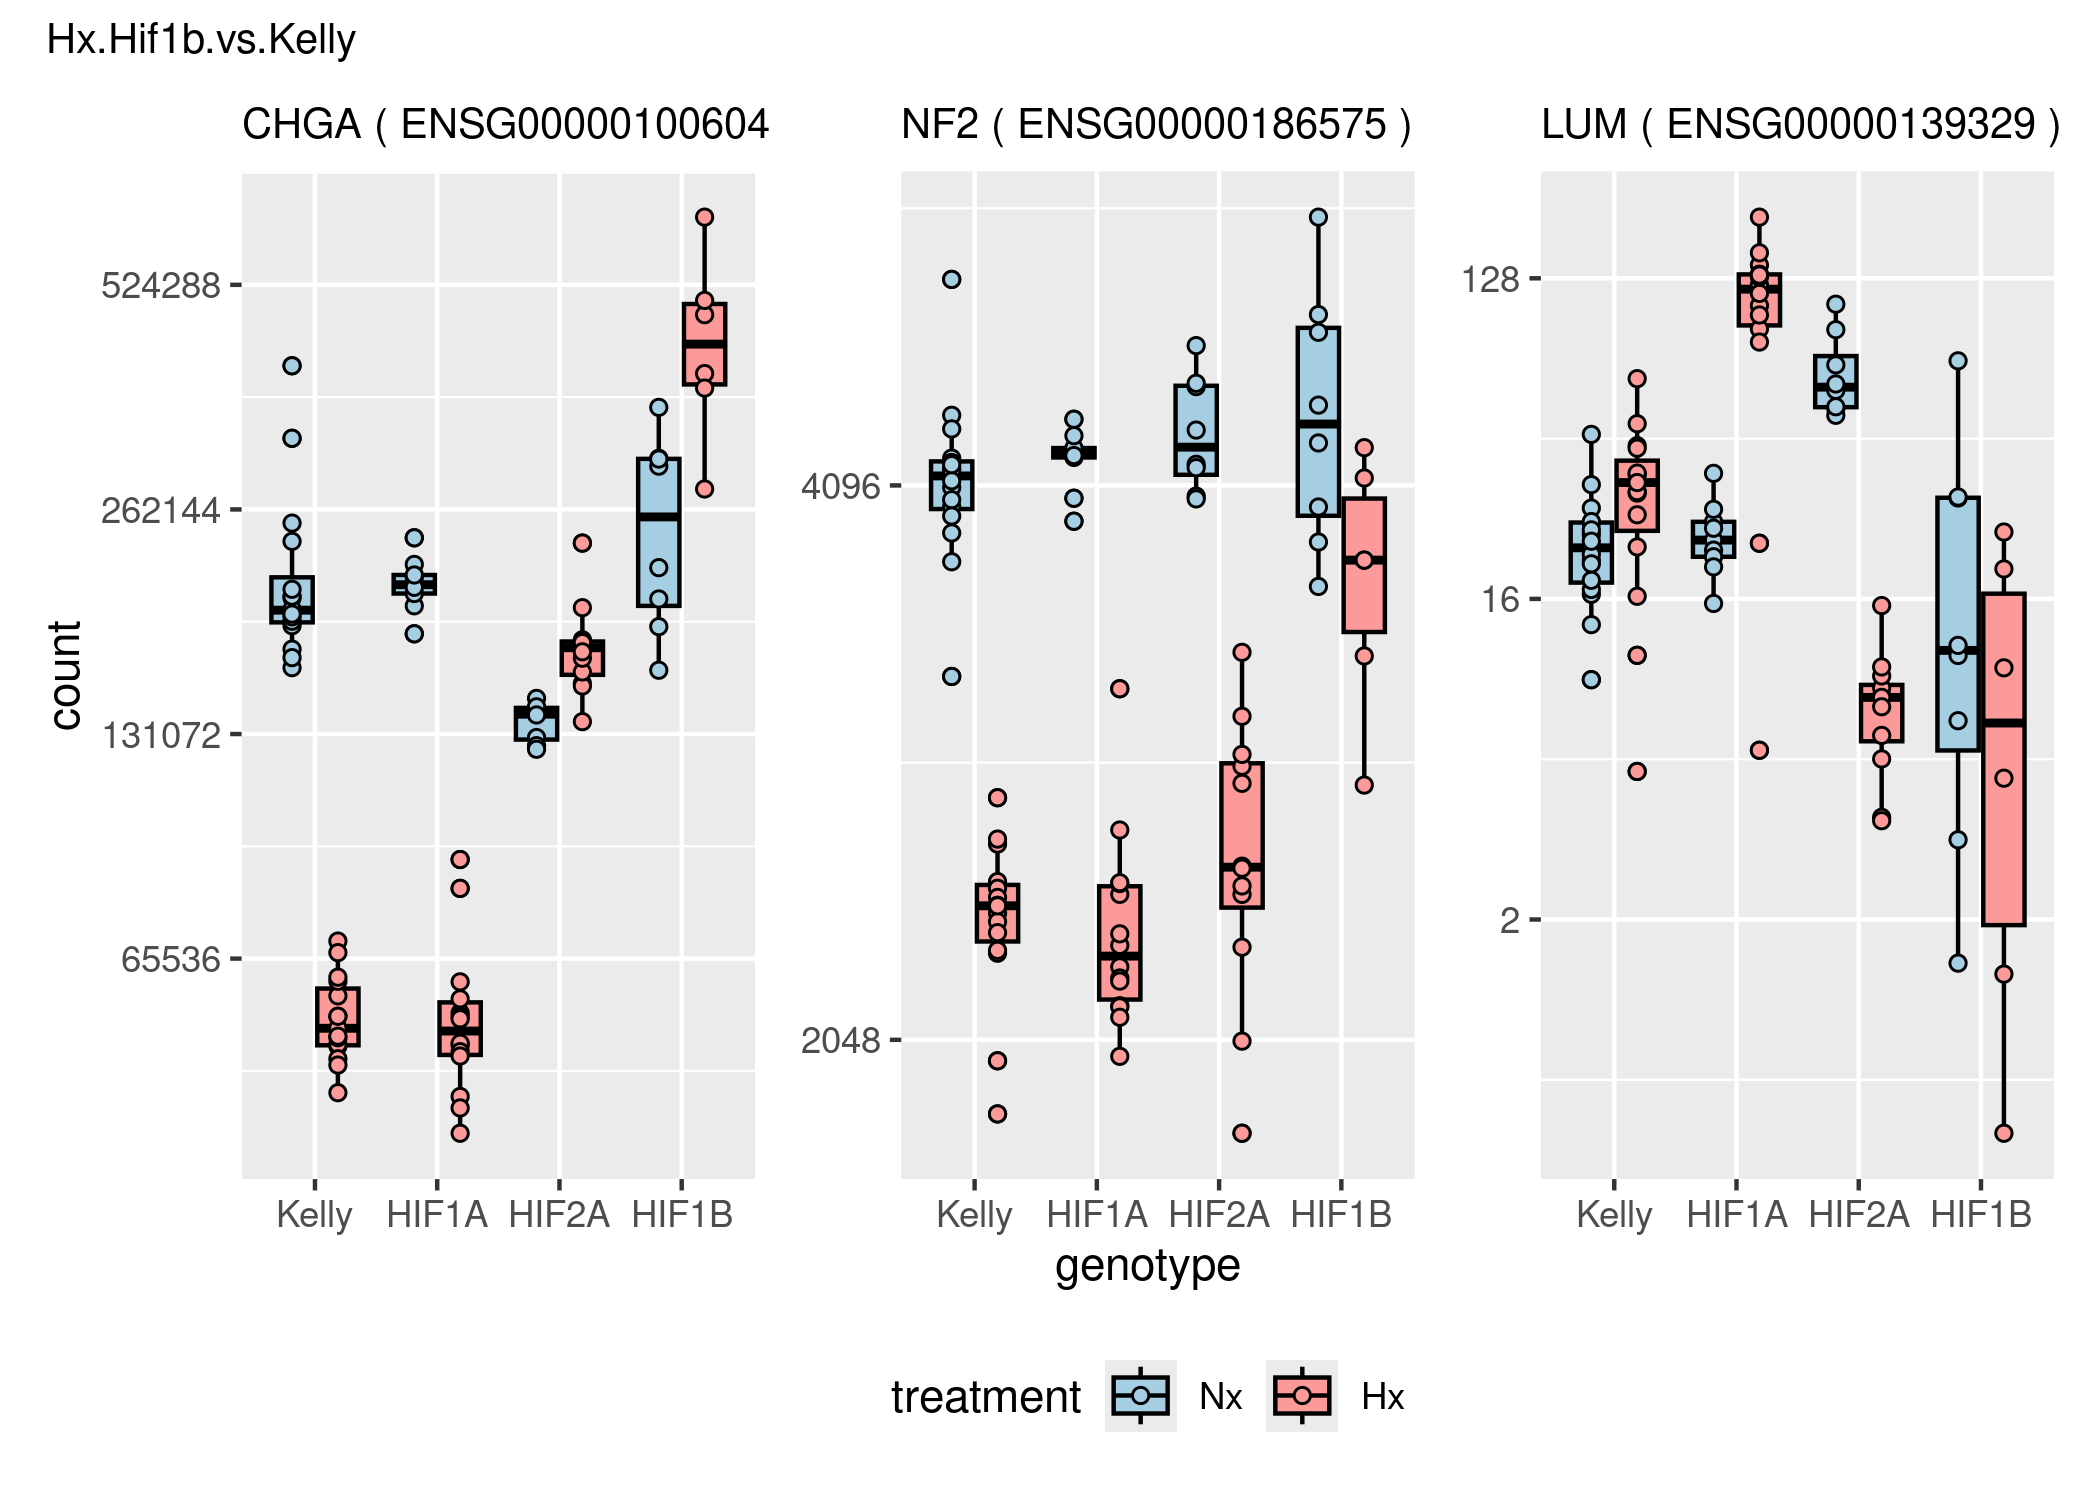 Hx.Hif1b.vs.Kelly
CHGA ( ENSG00000100604
NF2 ( ENSG00000186575 )
LUM ( ENSG00000139329 )
count
524288
262144
131072
65536
4096
2048
128
16
2
Kelly HIF1A HIF2A HIF1B
Kelly HIF1A HIF2A HIF1B
Kelly HIF1A HIF2A HIF1B
genotype
treatment Nx Hx